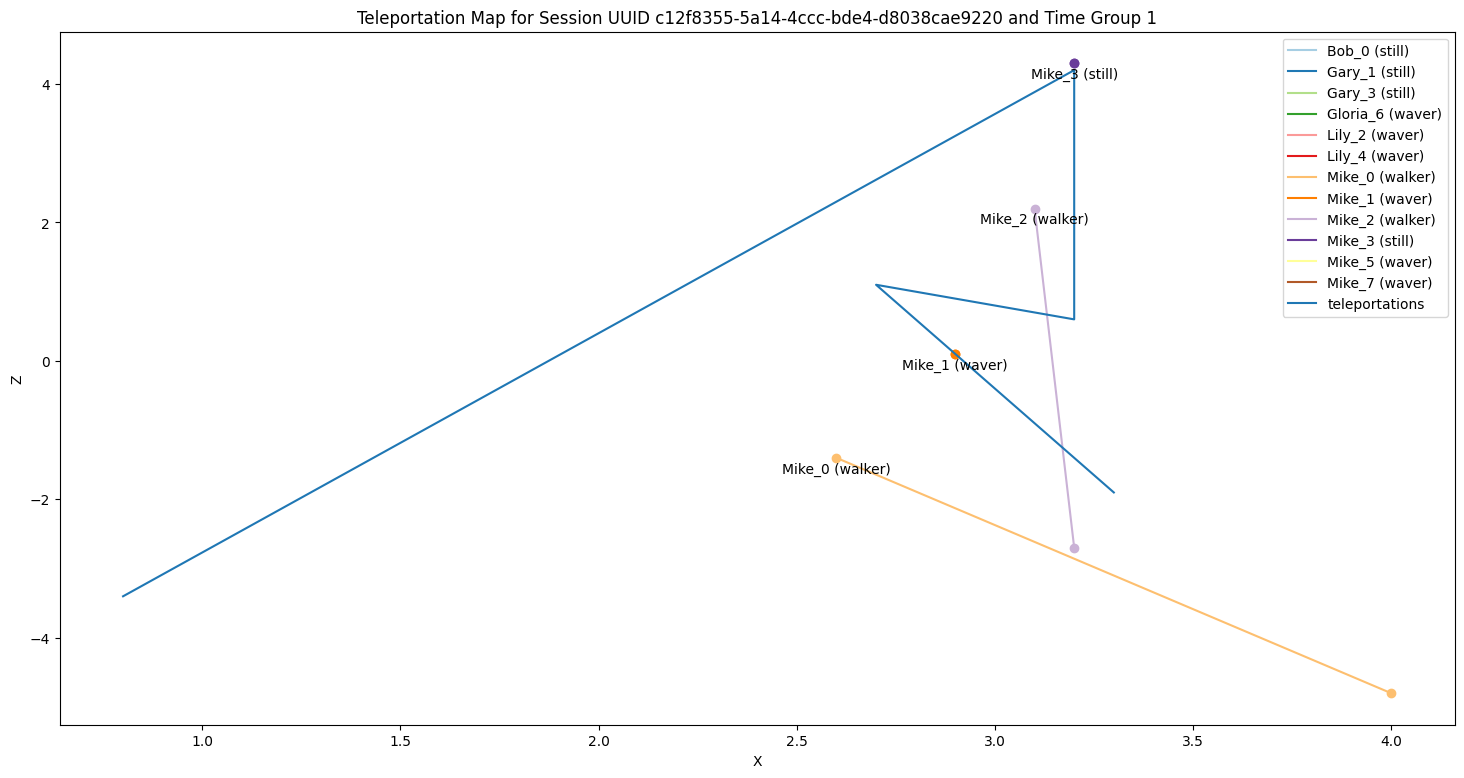 Teleportation Map for Session UUID c12f8355-5a14-4ccc-bde4-d8038cae9220 and Time Group 1
Bob_0 (still)
Gary_1 (still)
Gary_3 (still)
Gloria_6 (waver)
Lily_2 (waver)
Lily_4 (waver)
Mike_0 (walker)
Mike_1 (waver)
Mike_2 (walker)
Mike_3 (still)
Mike_5 (waver)
Mike_7 (waver)
teleportations
Mike_3 (still)
Mike_2 (walker)
Mike_1 (waver)
Mike_0 (walker)
Z
4
2
0
−2
−4
1.0
1.5
2.0
2.5
3.0
3.5
4.0
X